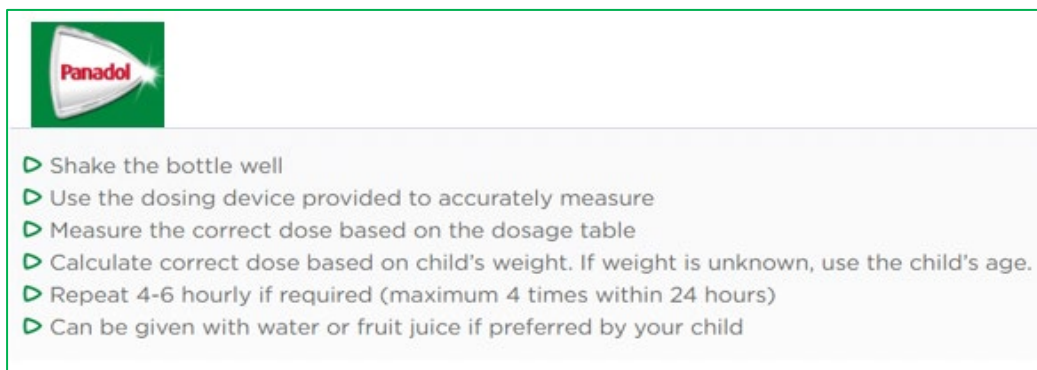 Panadol
Shake the bottle well
Use the dosing device provided to accurately measure
Measure the correct dose based on the dosage table
Calculate correct dose based on child's weight. If weight is unknown, use the child's age.
Repeat 4-6 hourly if required (maximum 4 times within 24 hours)
Can be given with water or fruit juice if preferred by your child